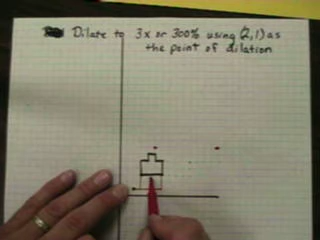 Dilate to 3x or 300% using (2,1) as
the point of dilation